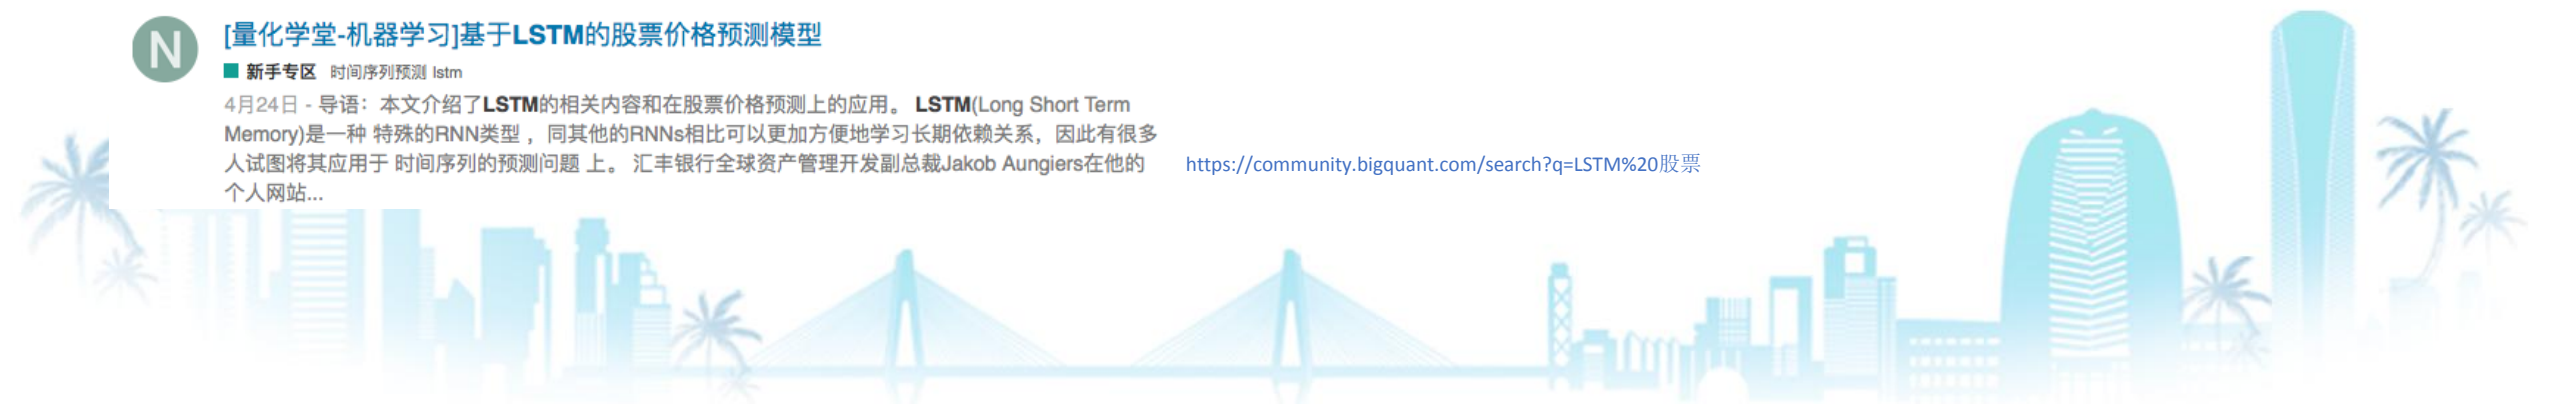 N
[量化学堂-机器学习]基于LSTM的股票价格预测模型
新手专区 时间序列预测 lstm
4月24日 - 导语：本文介绍了LSTM的相关内容和在股票价格预测上的应用。 LSTM(Long Short Term
Memory)是一种 特殊的RNN类型 ，同其他的RNNs相比可以更加方便地学习长期依赖关系，因此有很多
人试图将其应用于 时间序列的预测问题 上。 汇丰银行全球资产管理开发副总裁Jakob Aungiers在他的
个人网站...
https://community.bigquant.com/search?q=LSTM%20股票